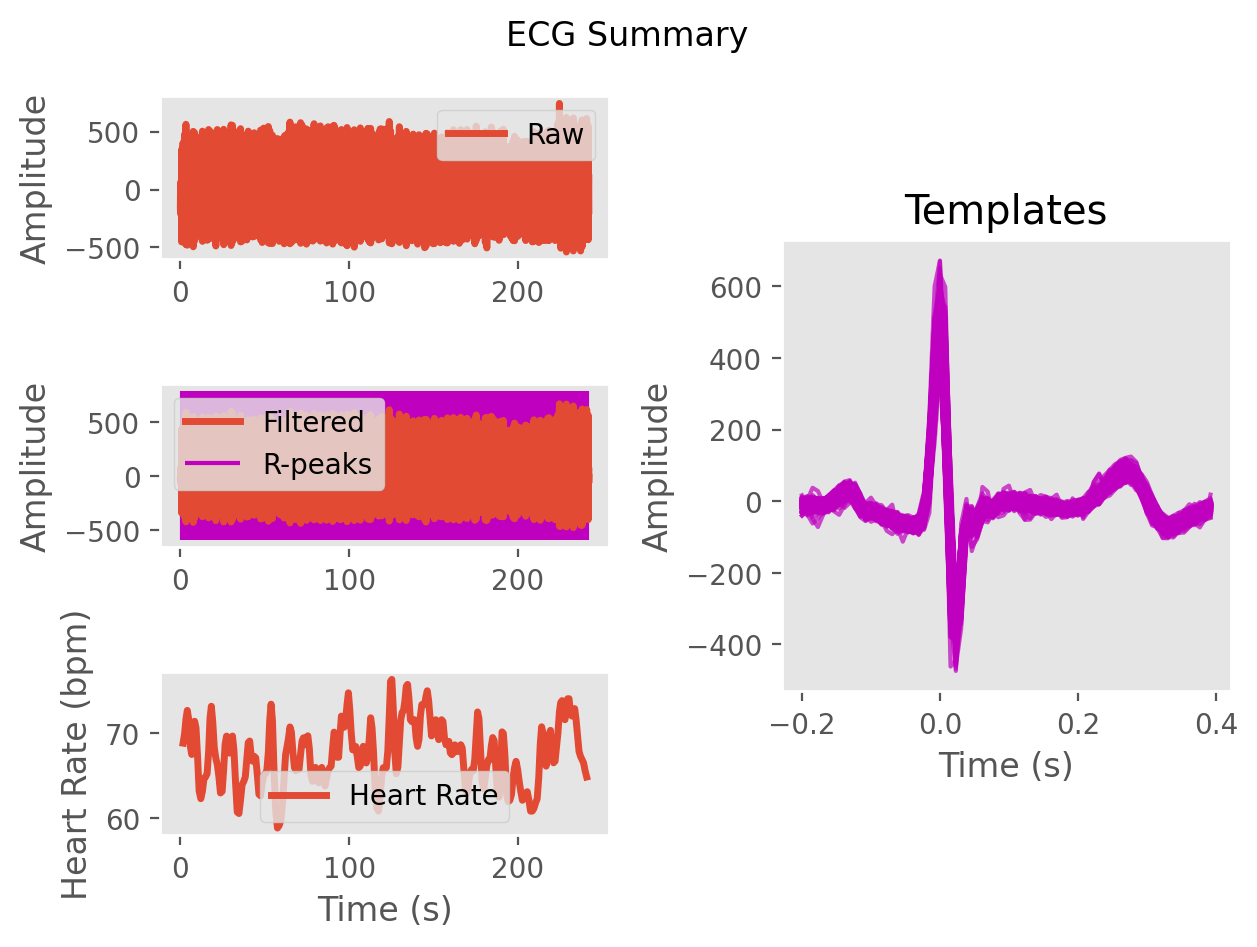 ECG Summary
Amplitude
500
0
−500
Raw
0 100 200
Amplitude
500
0
−500
Filtered
R-peaks
0 100 200
Heart Rate (bpm)
70
60
Heart Rate
0 100 200
Time (s)
Templates
Amplitude
600
400
200
0
−200
−400
−0.2 0.0 0.2 0.4
Time (s)